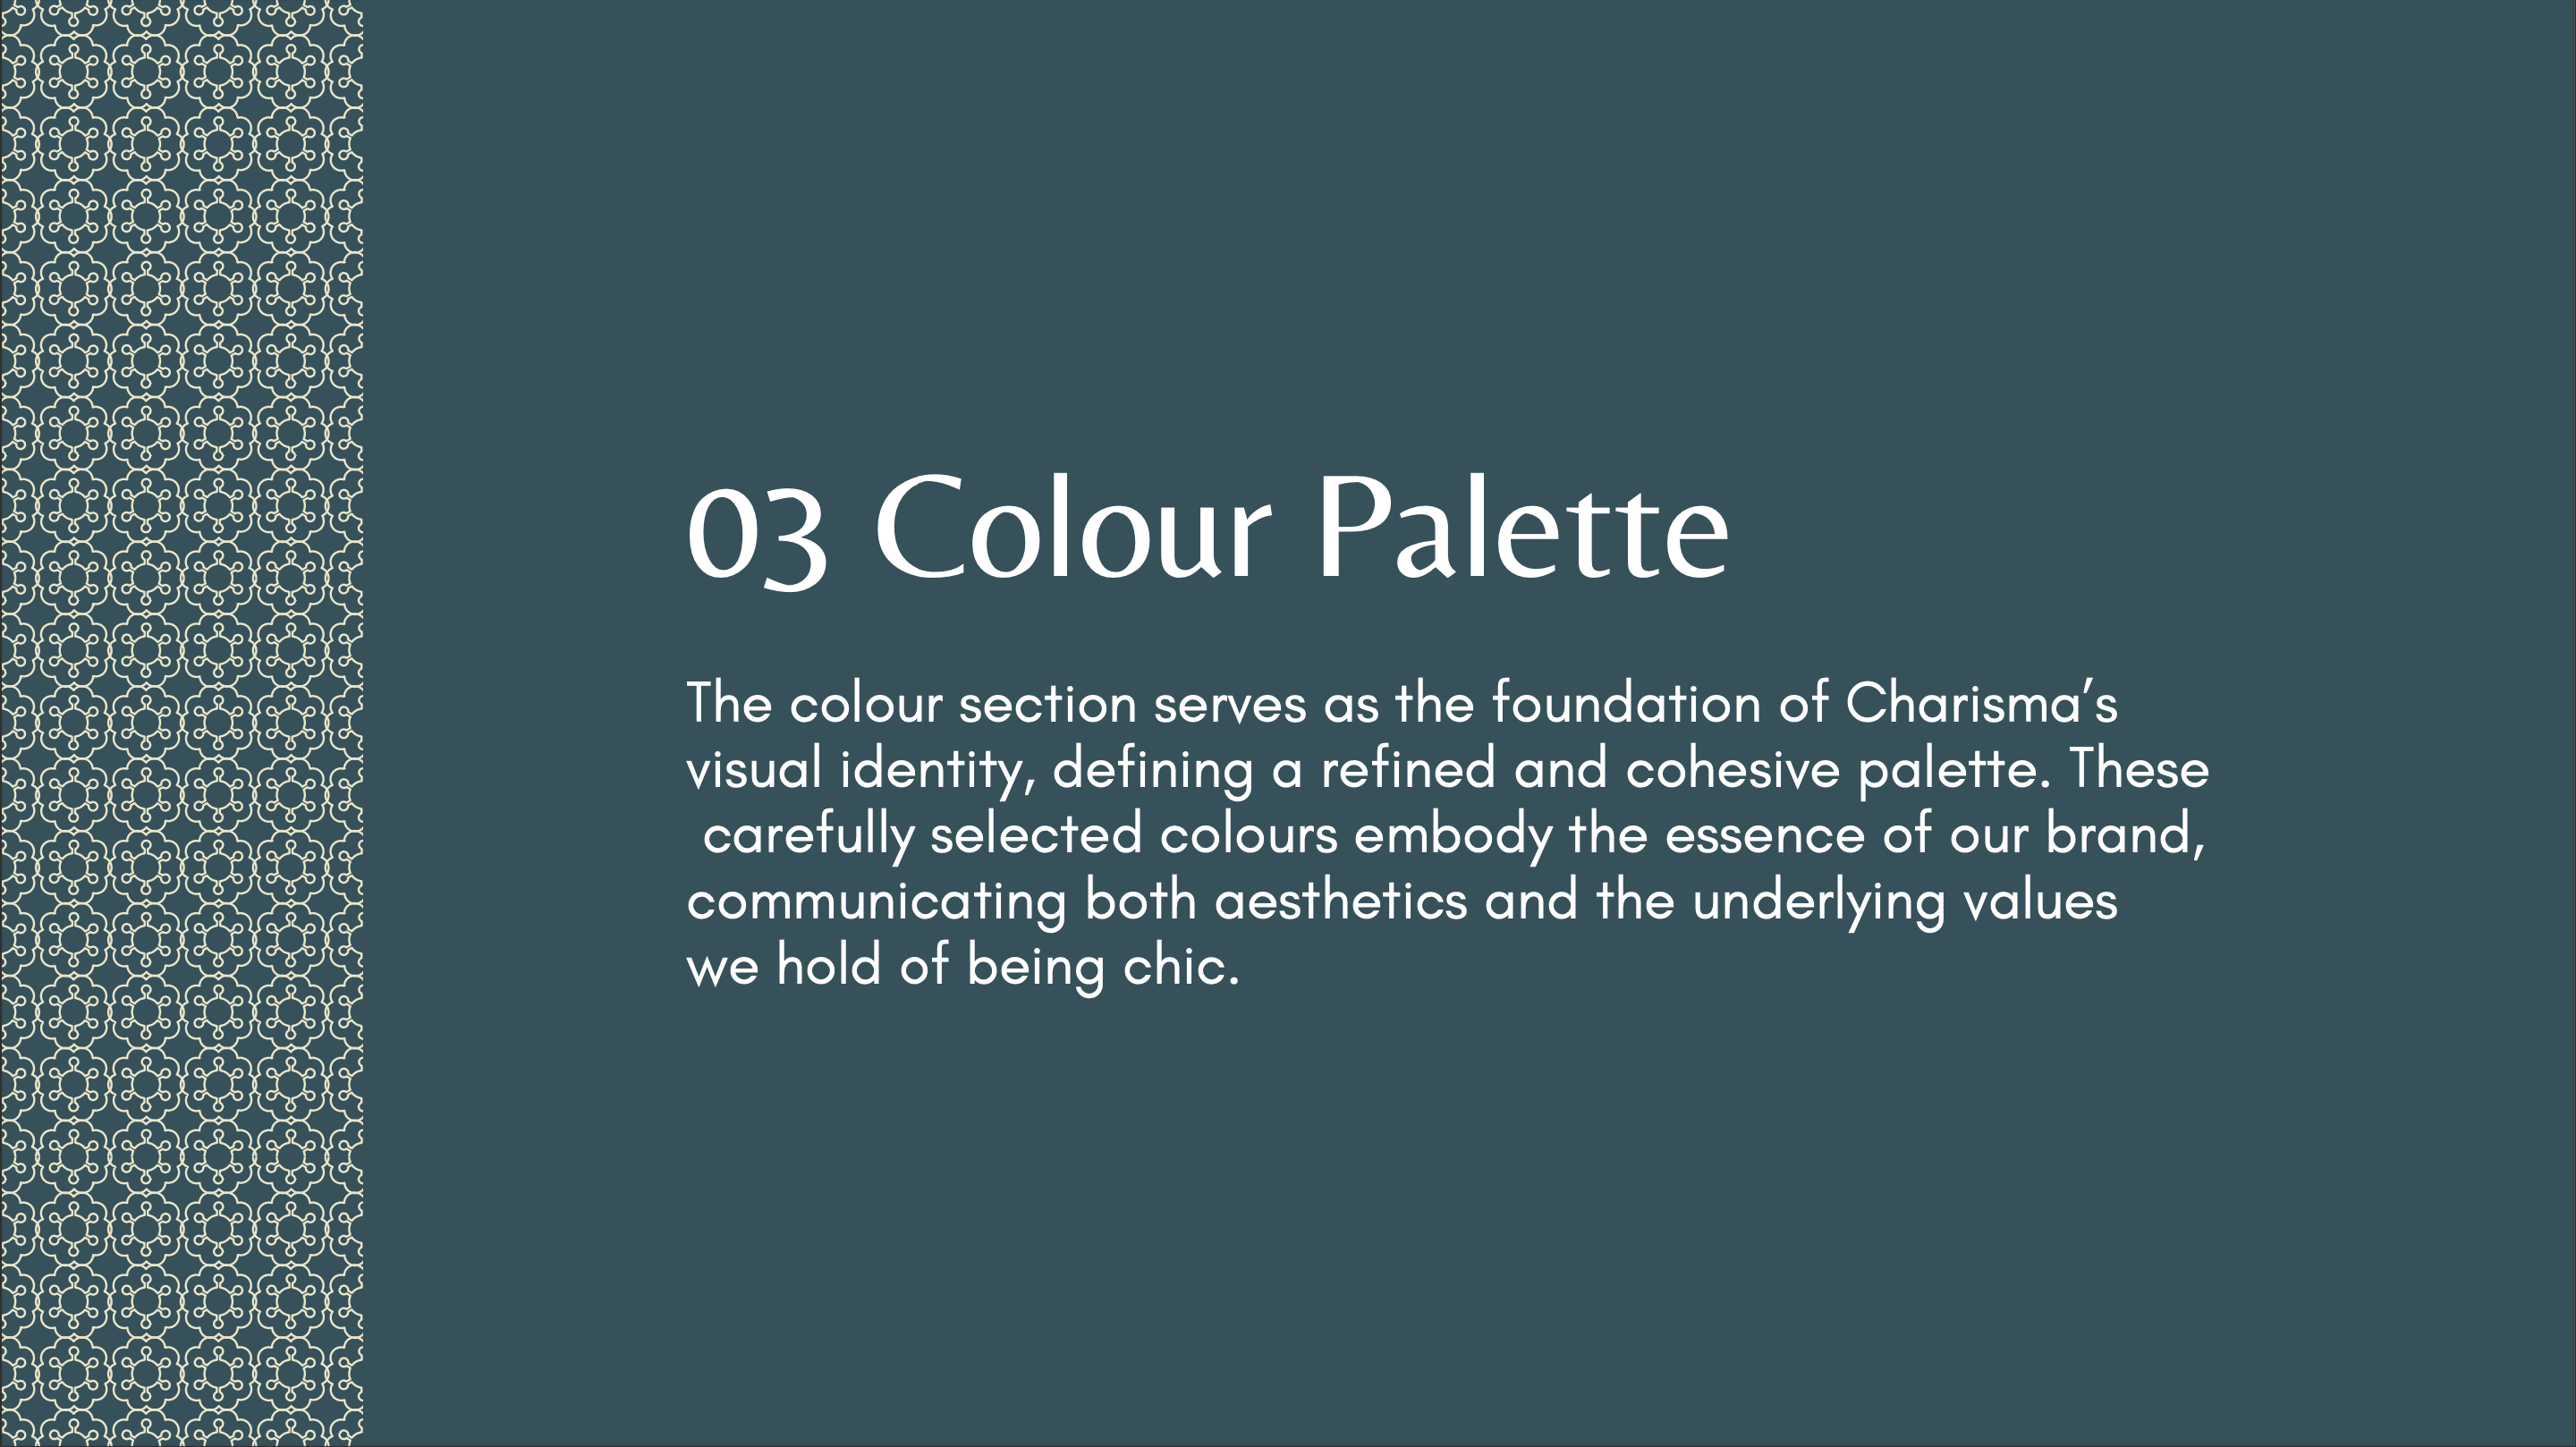 03 Colour Palette
The colour section serves as the foundation of Charisma’s
visual identity, defining a refined and cohesive palette. These
carefully selected colours embody the essence of our brand,
communicating both aesthetics and the underlying values
we hold of being chic.